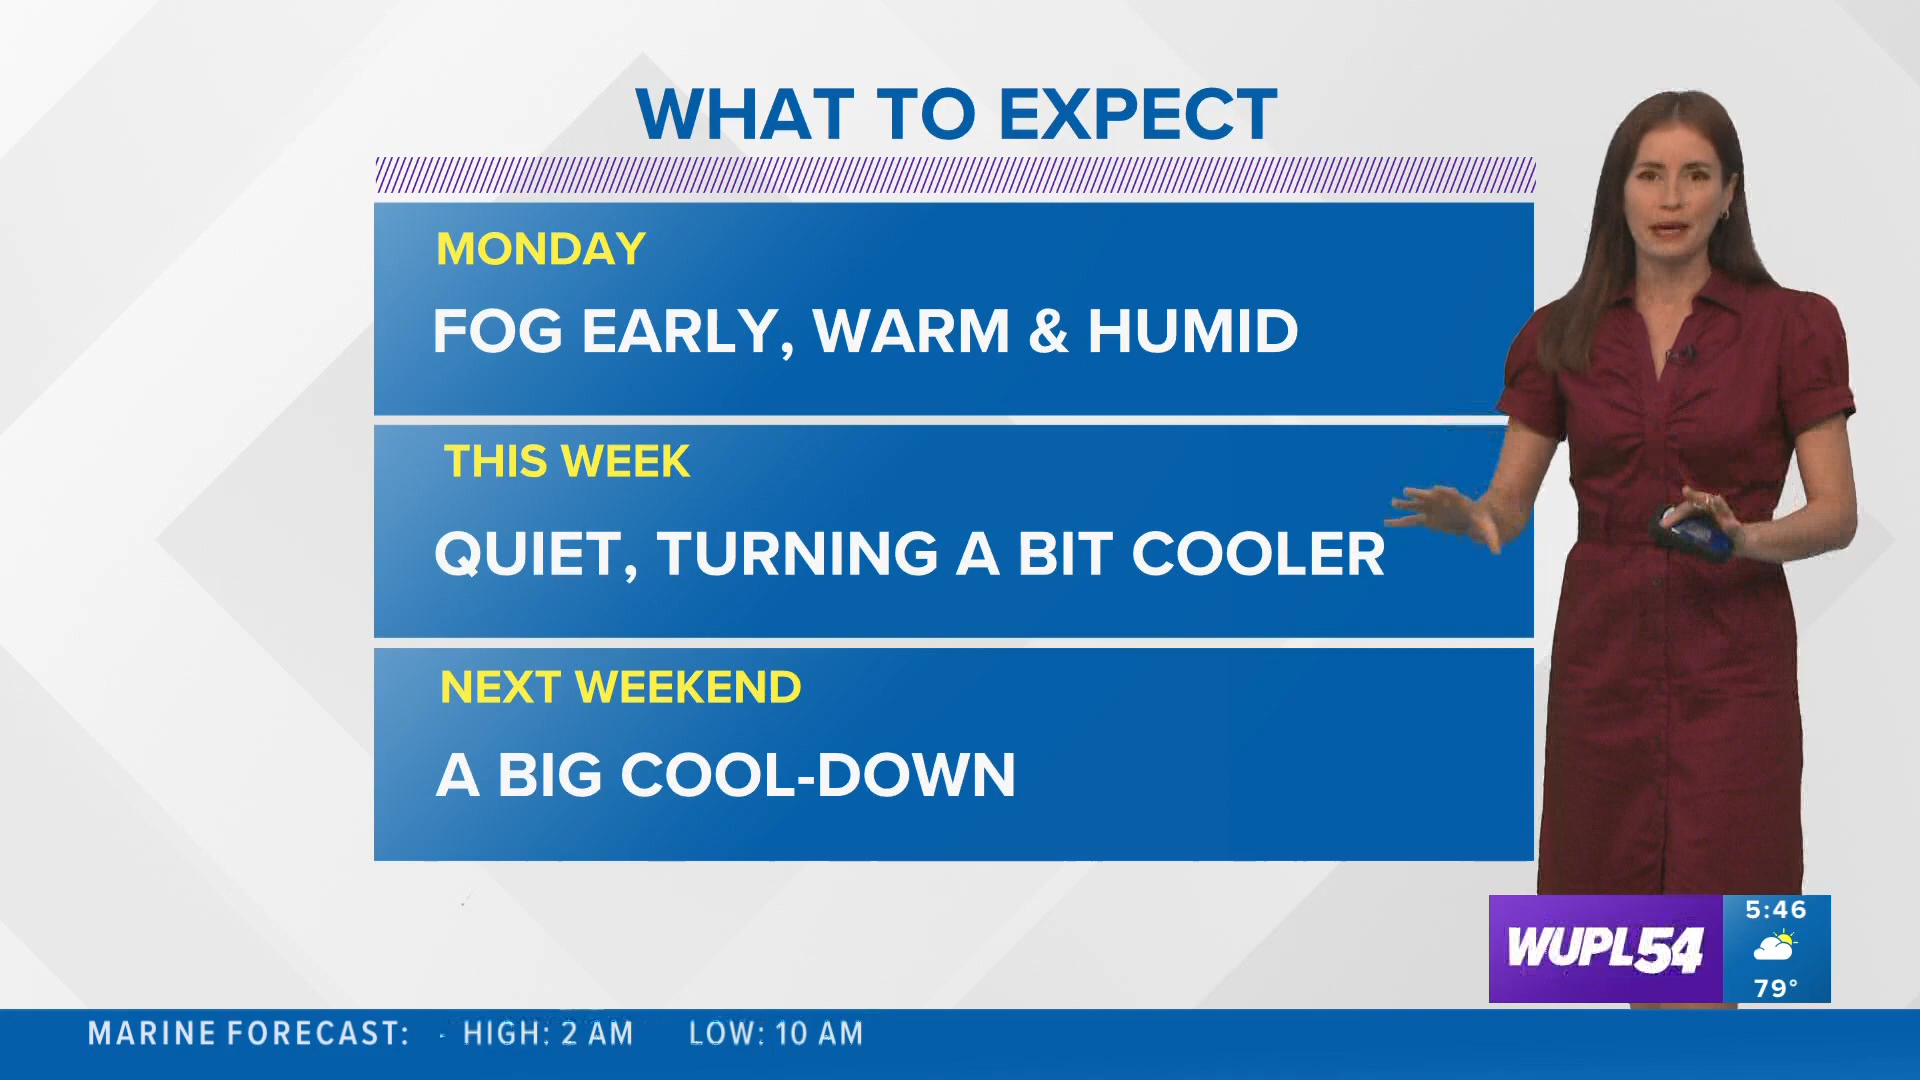 WHAT TO EXPECT
MONDAY
FOG EARLY, WARM & HUMID
THIS WEEK
QUIET, TURNING A BIT COOLER
NEXT WEEKEND
A BIG COOL-DOWN
WUPL54
5:46
79°
MARINE FORECAST: HIGH: 2 AM LOW: 10 AM